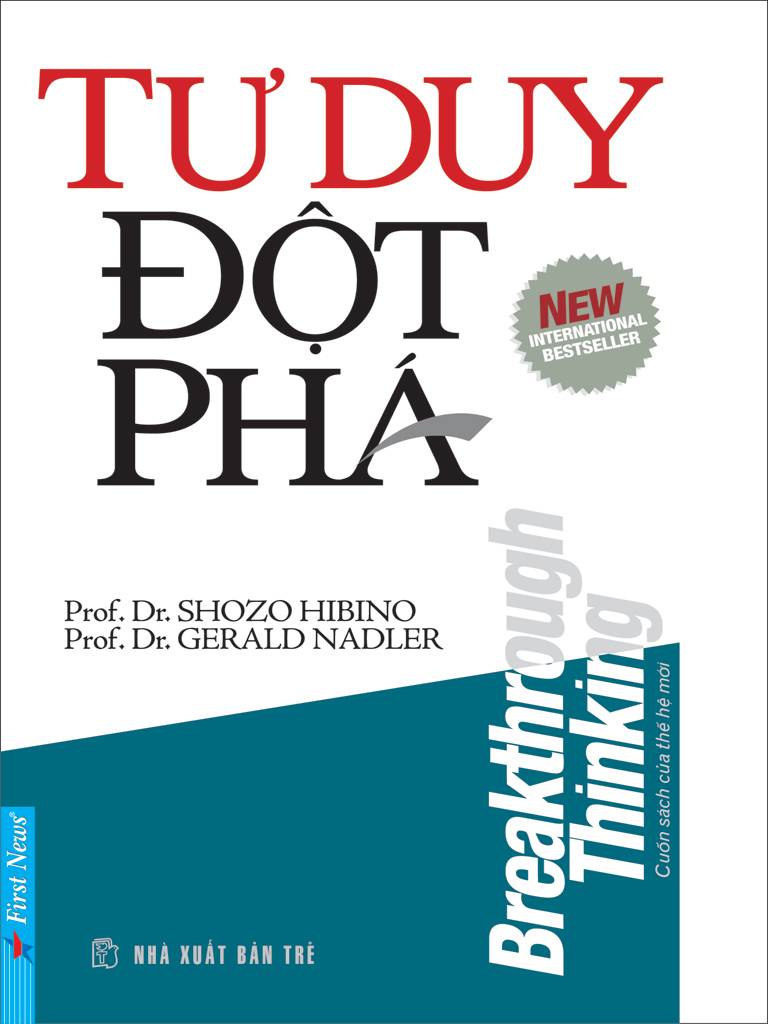 TƯ DUY
ĐỘT
PHÁ
NEW
INTERNATIONAL
BESTSELLER
Prof. Dr. SHOZO HIBINO
Prof. Dr. GERALD NADLER
Breakthrough
Thinking
Cuốn sách của thế hệ mới
First News®
NHÀ XUẤT BẢN TRẺ